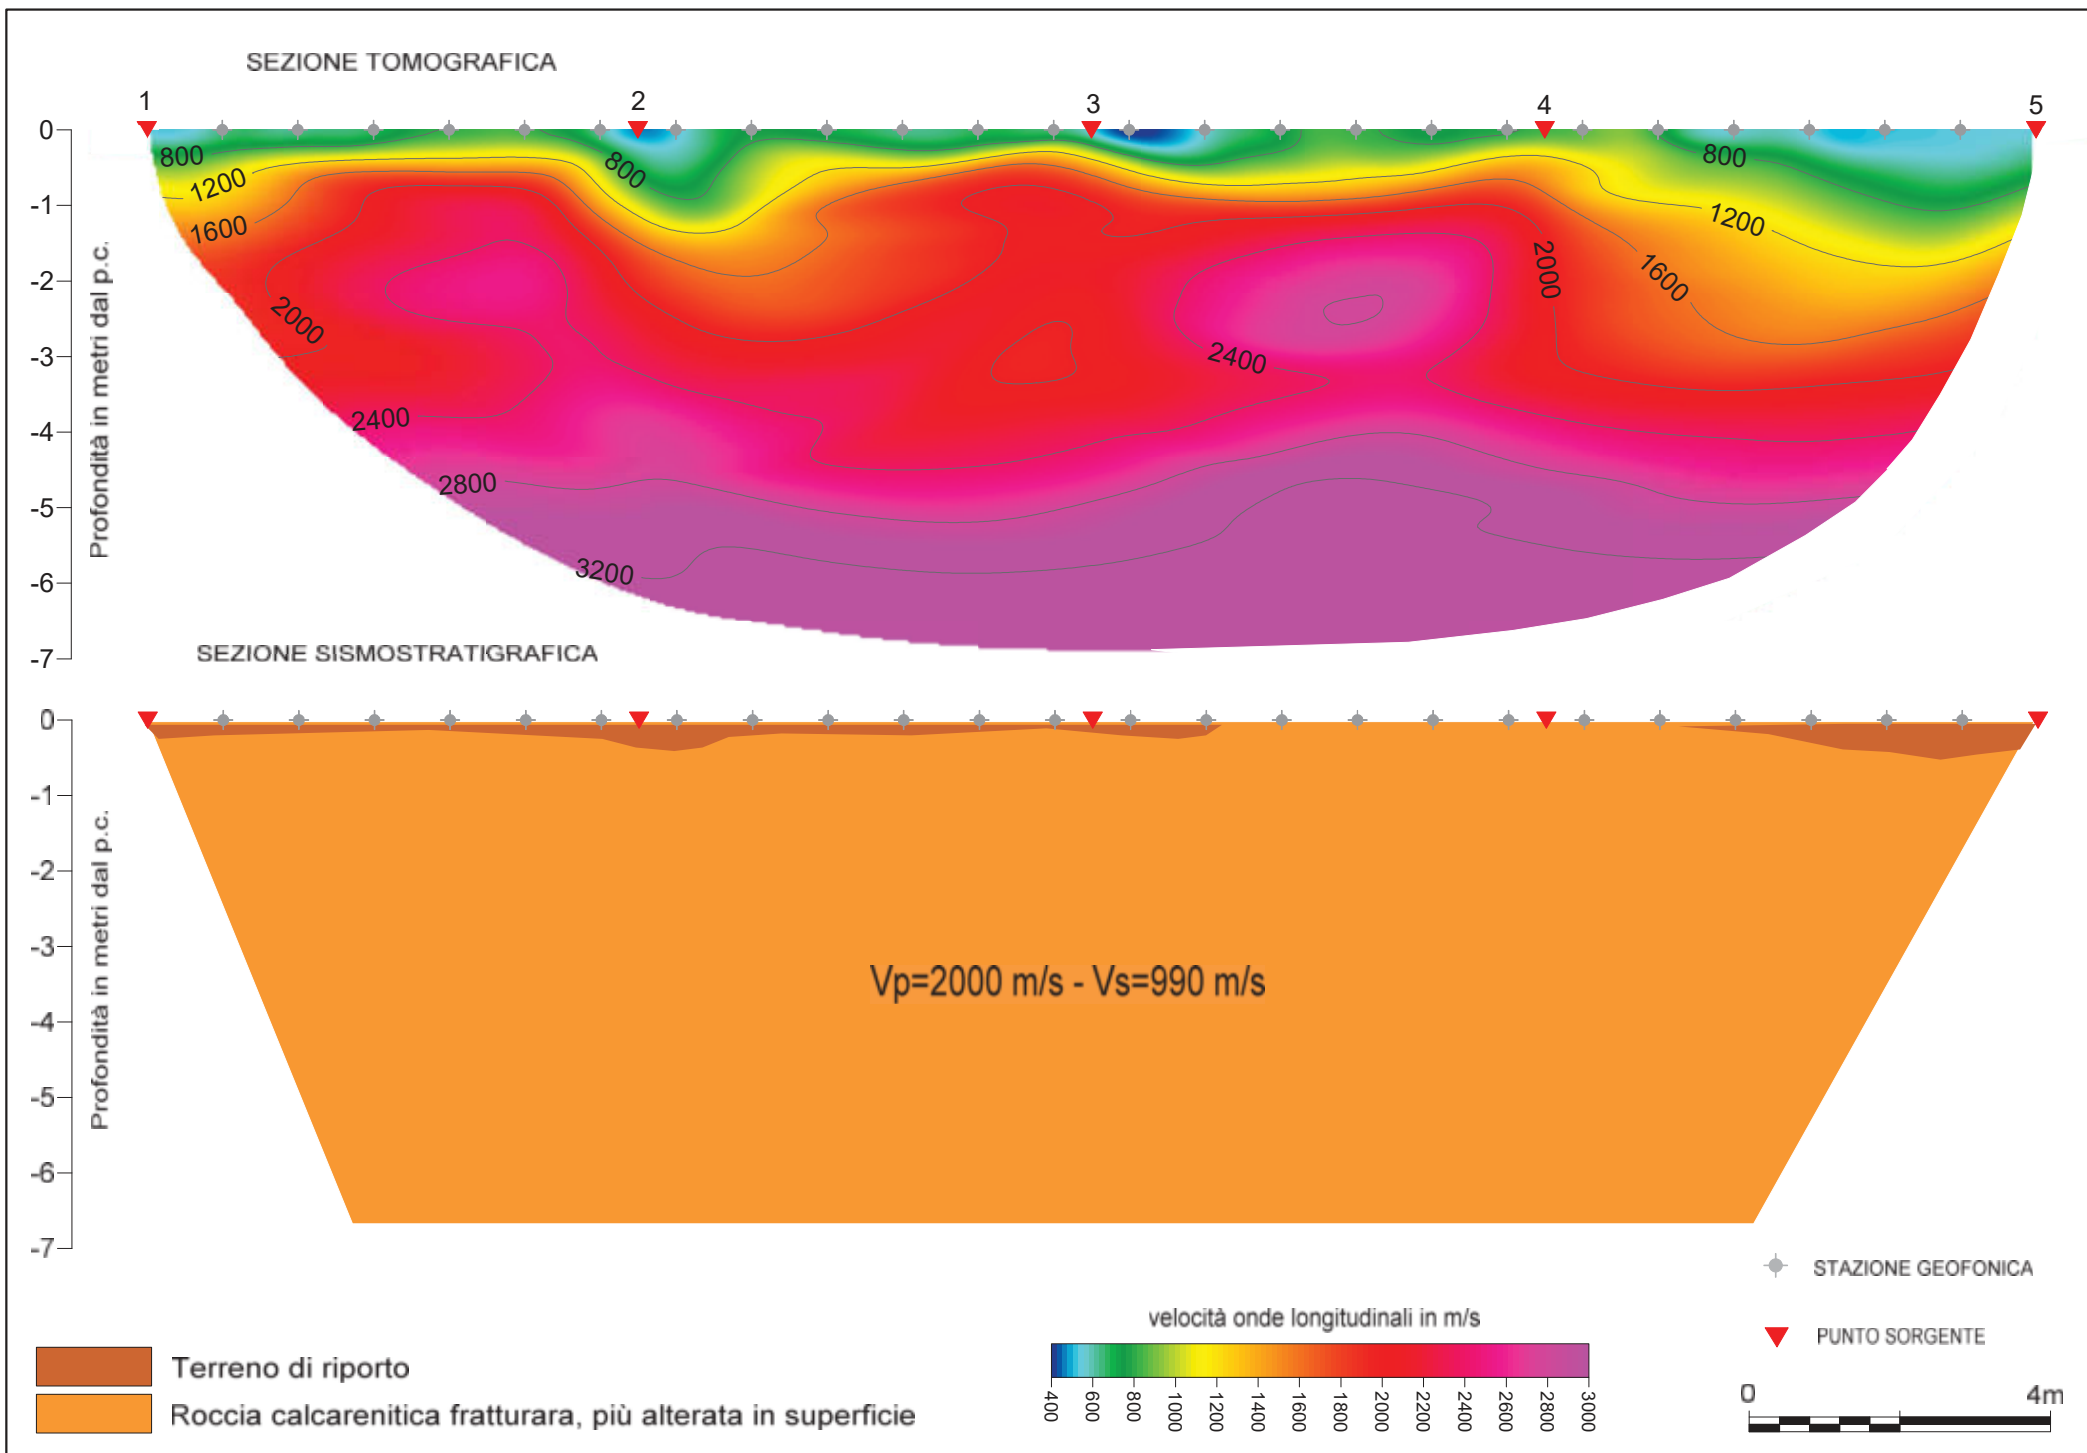 SEZIONE TOMOGRAFICA
1 2 3 4 5
0
-1
-2
-3
-4
-5
-6
-7
Profondità in metri dal p.c.
800
1200
1600
2000
2400
2800
3200
800
2400
2000
1600
1200
800
SEZIONE SISMOSTRATIGRAFICA
0
-1
-2
-3
-4
-5
-6
-7
Profondità in metri dal p.c.
Vp=2000 m/s - Vs=990 m/s
STAZIONE GEOFONICA
PUNTO SORGENTE
velocità onde longitudinali in m/s
400 600 800 1000 1200 1400 1600 1800 2000 2200 2400 2600 2800 3000
0 4m
Terreno di riporto
Roccia calcarenitica fratturara, più alterata in superficie